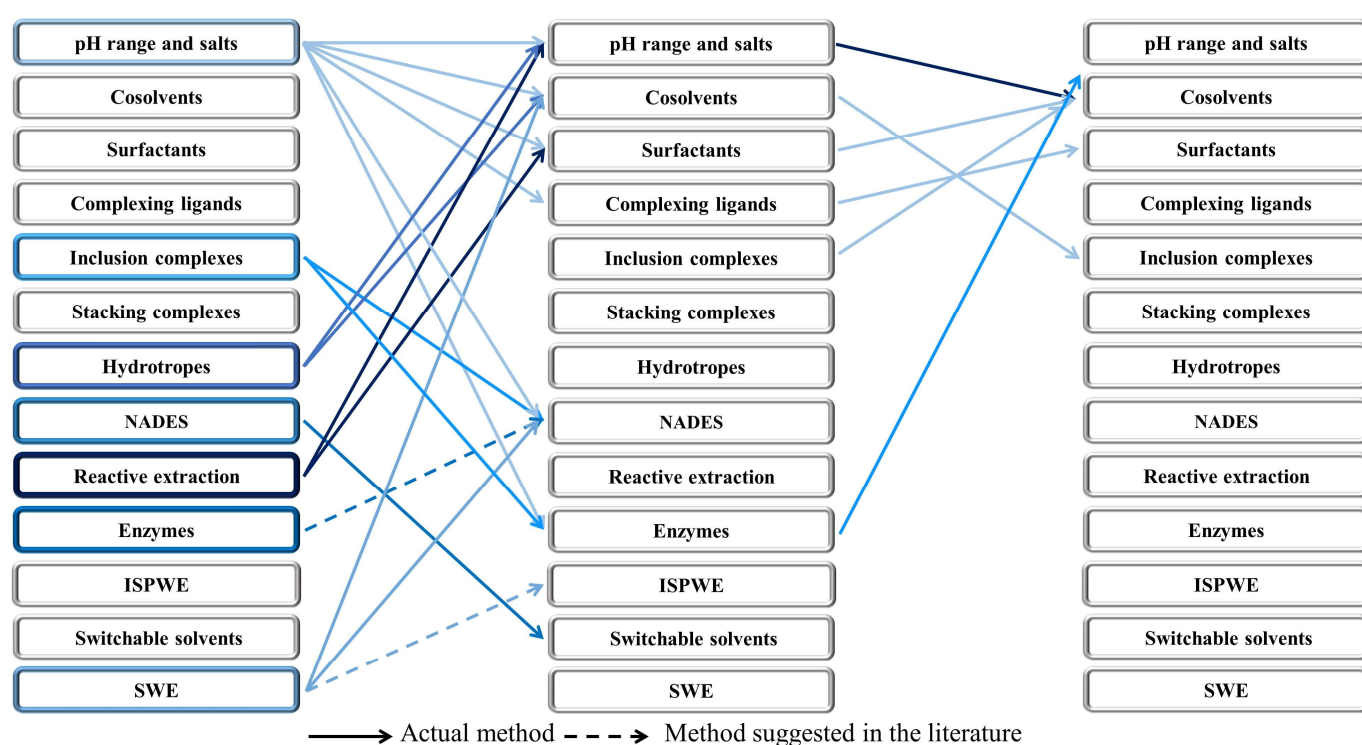 pH range and salts
Cosolvents
Surfactants
Complexing ligands
Inclusion complexes
Stacking complexes
Hydrotropes
NADES
Reactive extraction
Enzymes
ISPWE
Switchable solvents
SWE
pH range and salts
Cosolvents
Surfactants
Complexing ligands
Inclusion complexes
Stacking complexes
Hydrotropes
NADES
Reactive extraction
Enzymes
ISPWE
Switchable solvents
SWE
pH range and salts
Cosolvents
Surfactants
Complexing ligands
Inclusion complexes
Stacking complexes
Hydrotropes
NADES
Reactive extraction
Enzymes
ISPWE
Switchable solvents
SWE
Actual method
Method suggested in the literature